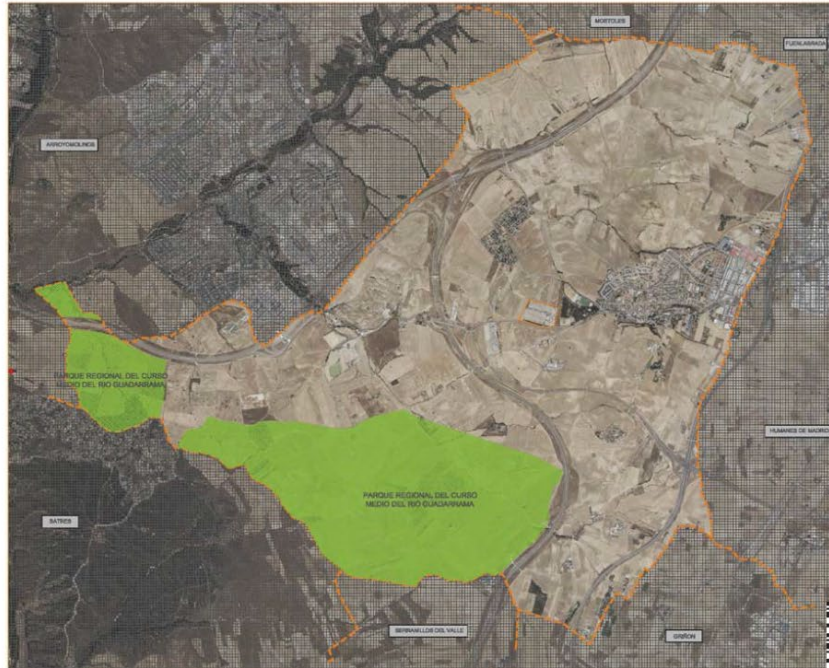 MOSTOLES
FUENLABRADA
ARROYOMOLINOS
PARQUE REGIONAL DEL CURSO
MEDIO DEL RIO GUADARRAMA
HUMANES DE MADRID
PARQUE REGIONAL DEL CURSO
MEDIO DEL RIO GUADARRAMA
BATRES
SERRANILLOS DEL VALLE
GRIÑON